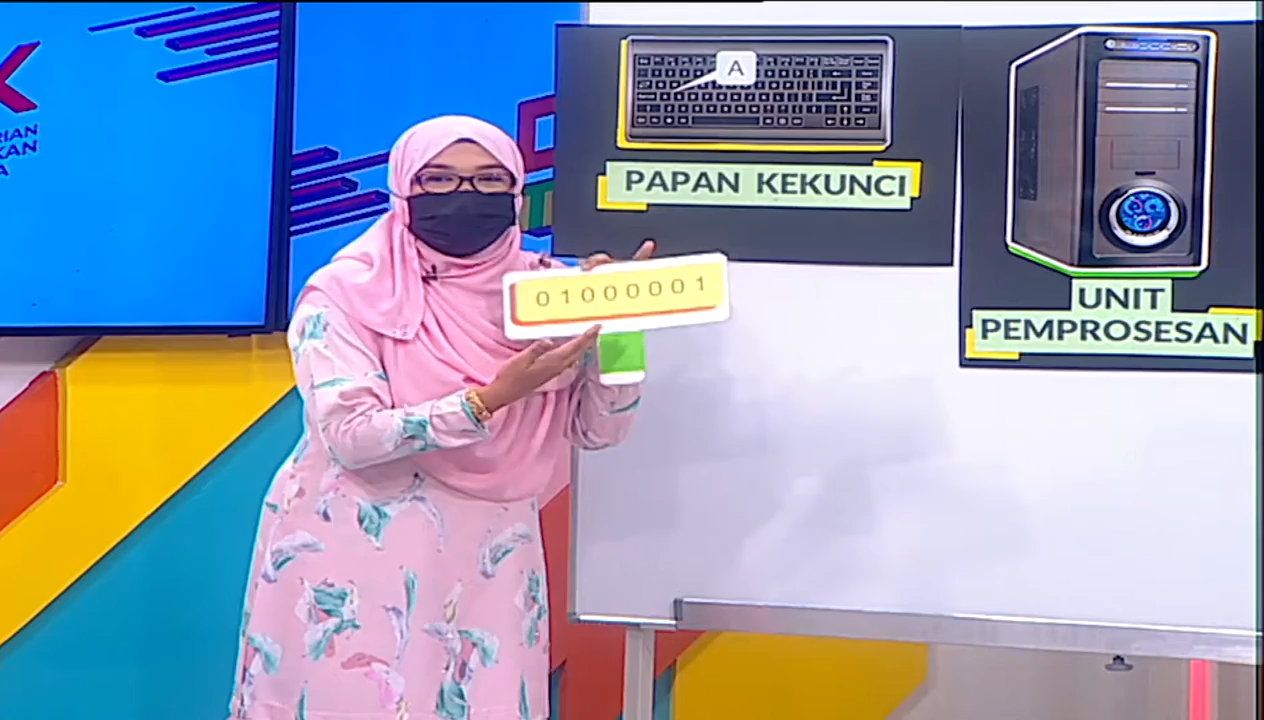 A
PAPAN KEKUNCI
01000001
UNIT
PEMPROSESAN